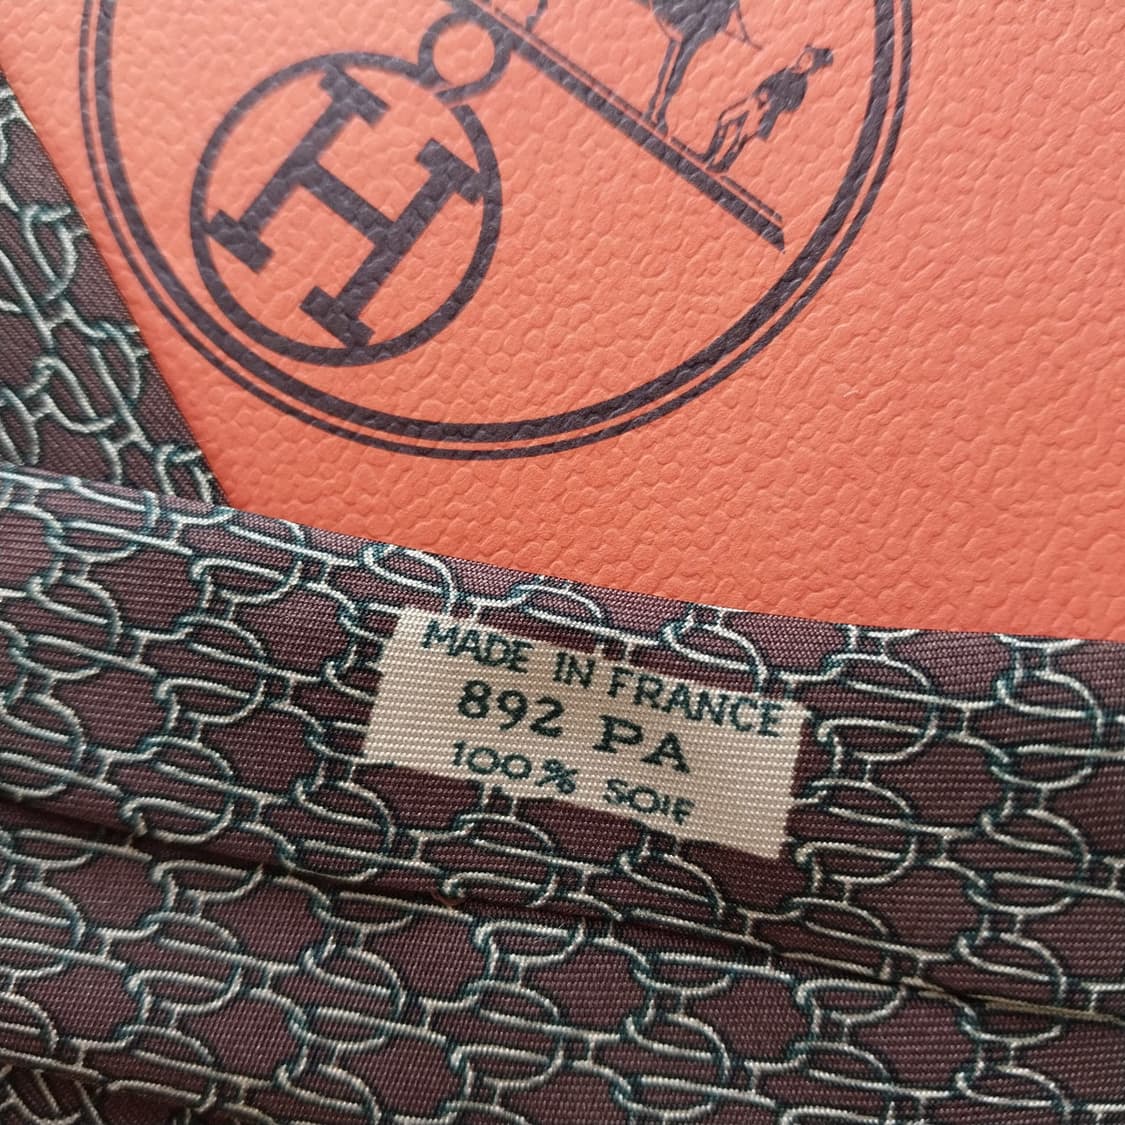 H
MADE IN FRANCE
892 PA
100% SOIE